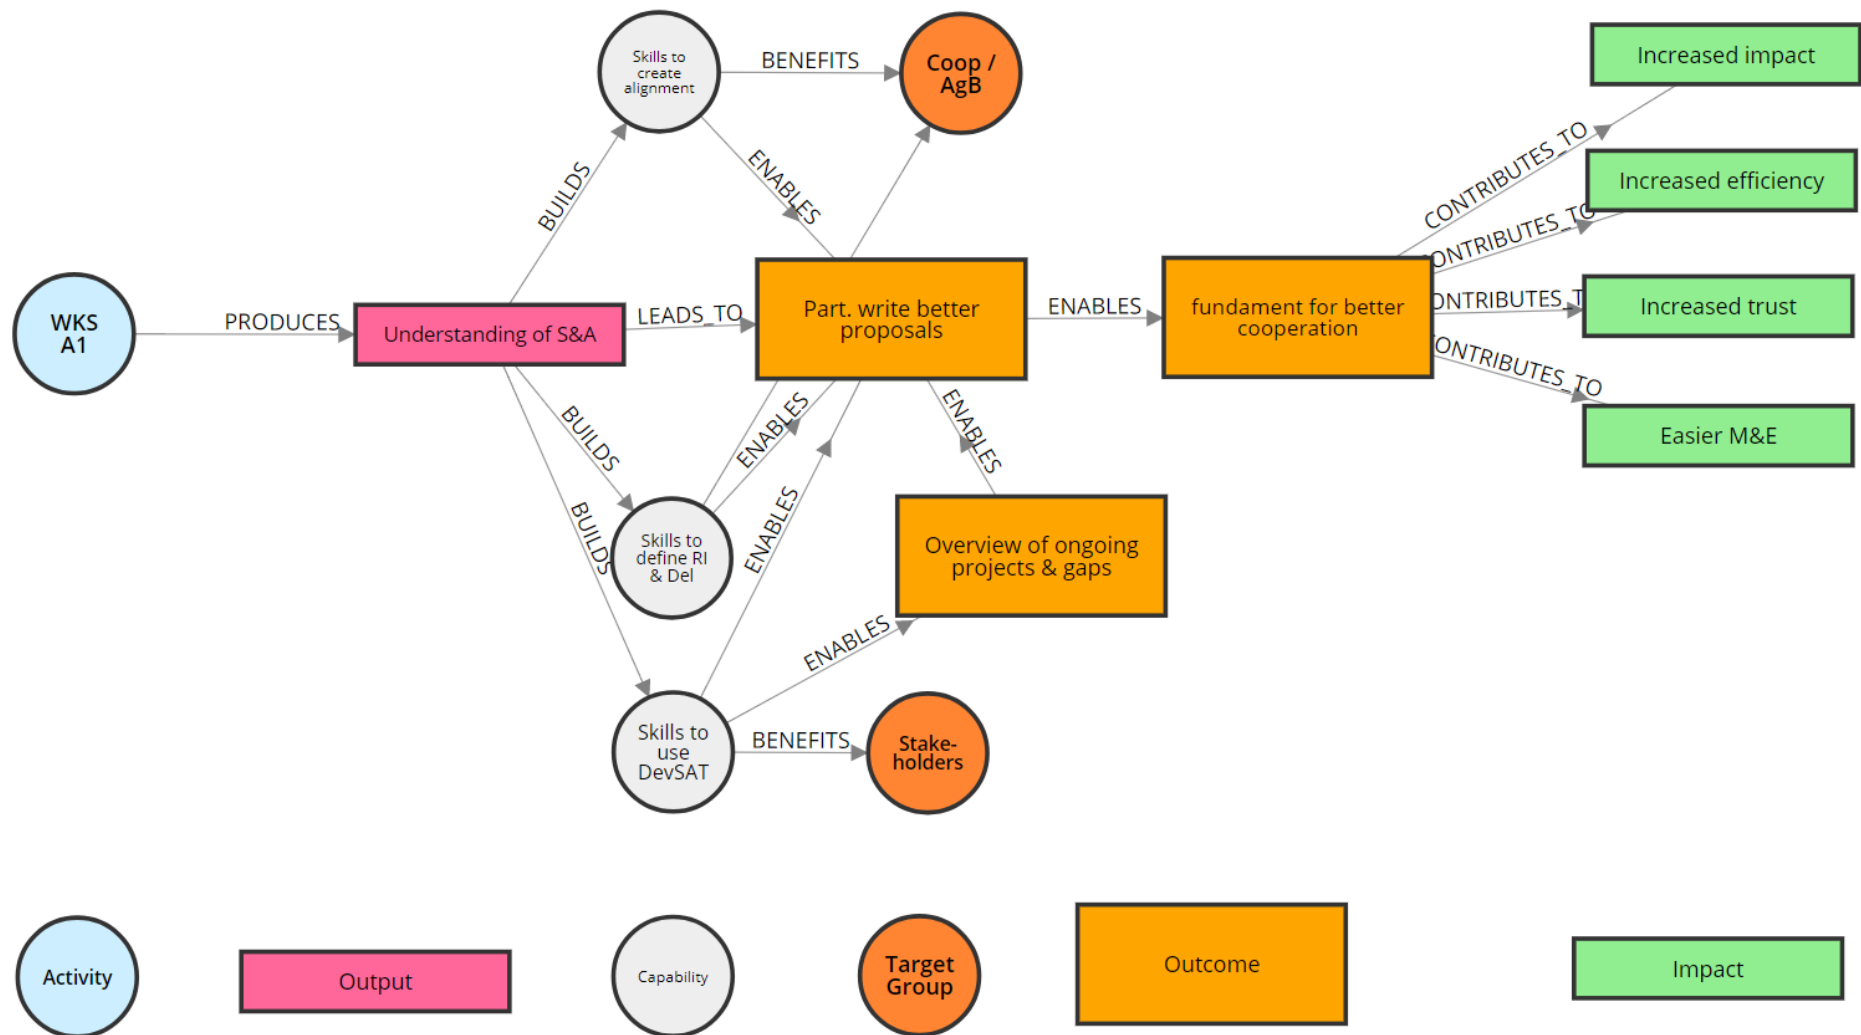 Skills to
create
alignment
BENEFITS
Coop /
AgB
Increased impact
CONTRIBUTES_TO
ENABLES
BUILDS
Increased efficiency
CONTRIBUTES_TO
WKS
A1
PRODUCES
Understanding of S&A
LEADS_TO
Part. write better
proposals
ENABLES
fundament for better
cooperation
ONTRIBUTES_T
Increased trust
CONTRIBUTES_TO
Easier M&E
BUILDS
ENABLES
ENABLES
BUILDS
ENABLES
Skills to
define RI
& Del
Overview of ongoing
projects & gaps
ENABLES
Skills to
use
DevSAT
BENEFITS
Stake-
holders
Activity
Output
Capability
Target
Group
Outcome
Impact